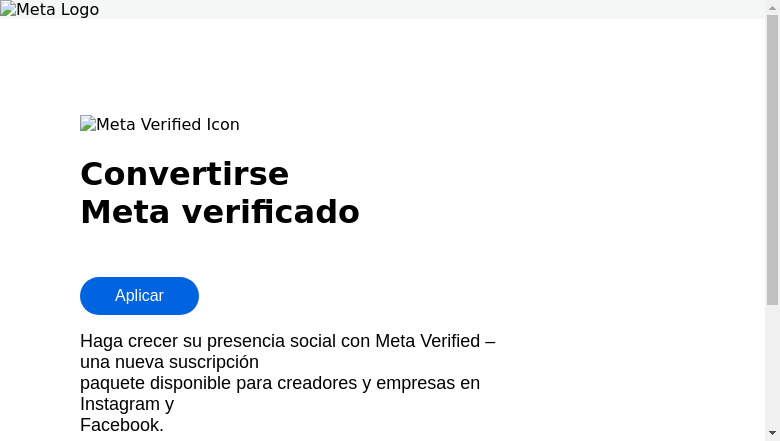 Meta Logo
Meta Verified Icon
Convertirse
Meta verificado
Aplicar
Haga crecer su presencia social con Meta Verified –
una nueva suscripción
paquete disponible para creadores y empresas en
Instagram y
Facebook.